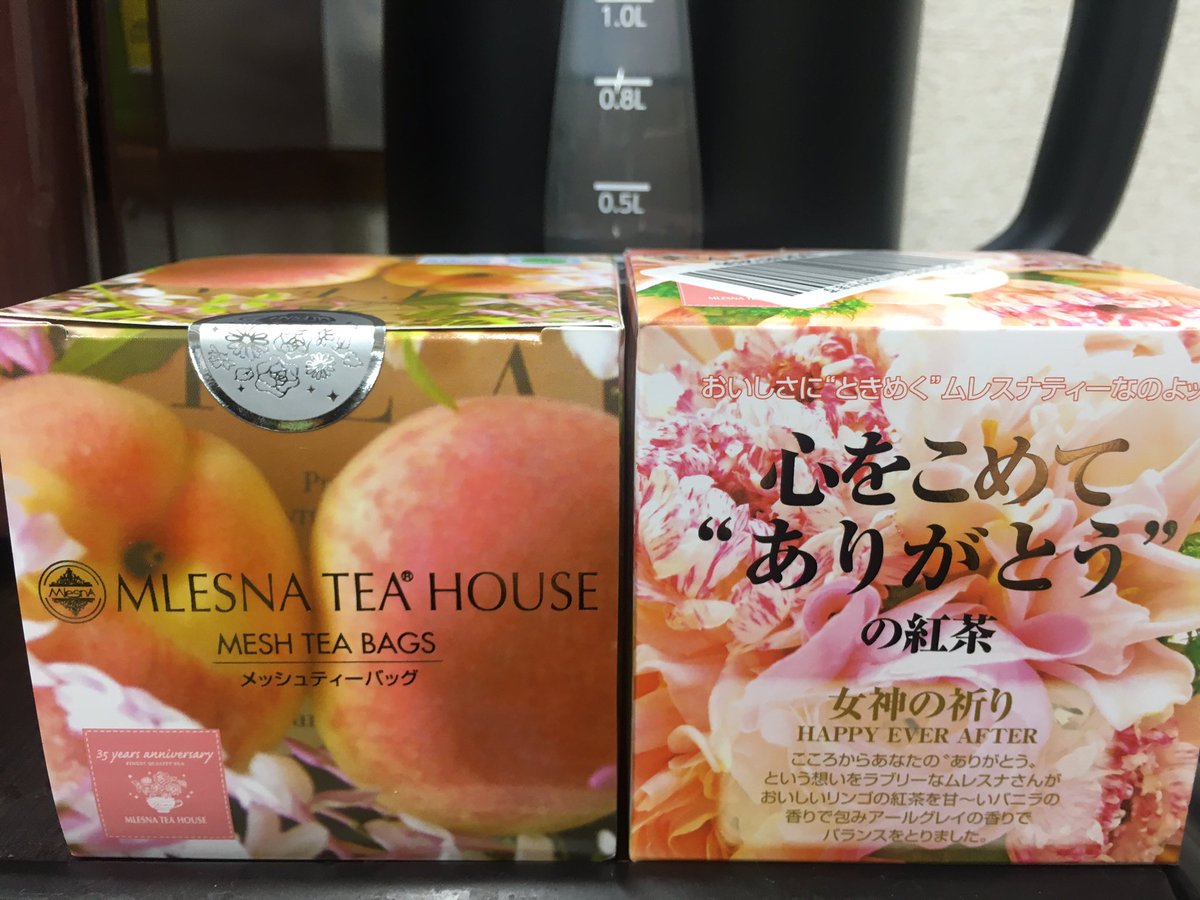 1.0L
0.8L
0.5L
MlesnA
MLESNA TEA® HOUSE
MESH TEA BAGS
メッシュティーバッグ
35 years anniversary
FINEST QUALITY TEA
MLESNA TEA HOUSE
おいしさに“ときめく”ムレスナティーなのよッ
心をこめて
“ありがとう”
の紅茶
女神の祈り
HAPPY EVER AFTER
こころからあなたの〝ありがとう〟
という想いをラブリーなムレスナさんが
おいしいリンゴの紅茶を甘〜いバニラの
香りで包みアールグレイの香りで
バランスをとりました。